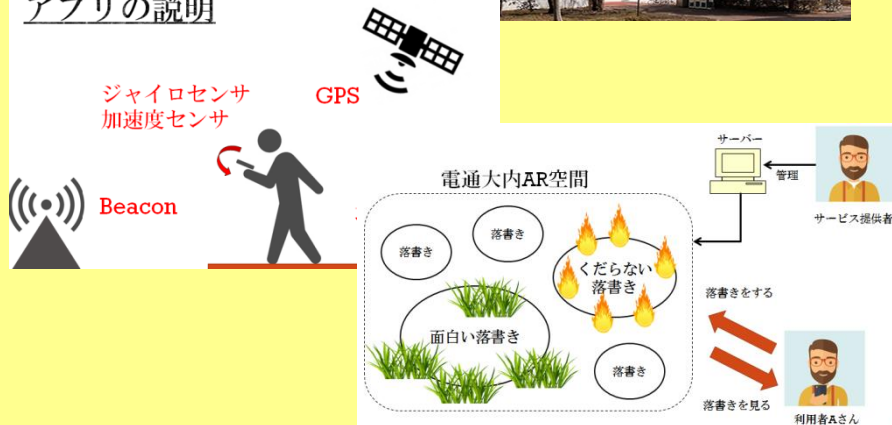 アプリの説明
ジャイロセンサ
加速度センサ
GPS
Beacon
サーバー
管理
サービス提供者
電通大内AR空間
落書き
落書き
くだらない
落書き
面白い落書き
落書き
落書きをする
落書きを見る
利用者Aさん